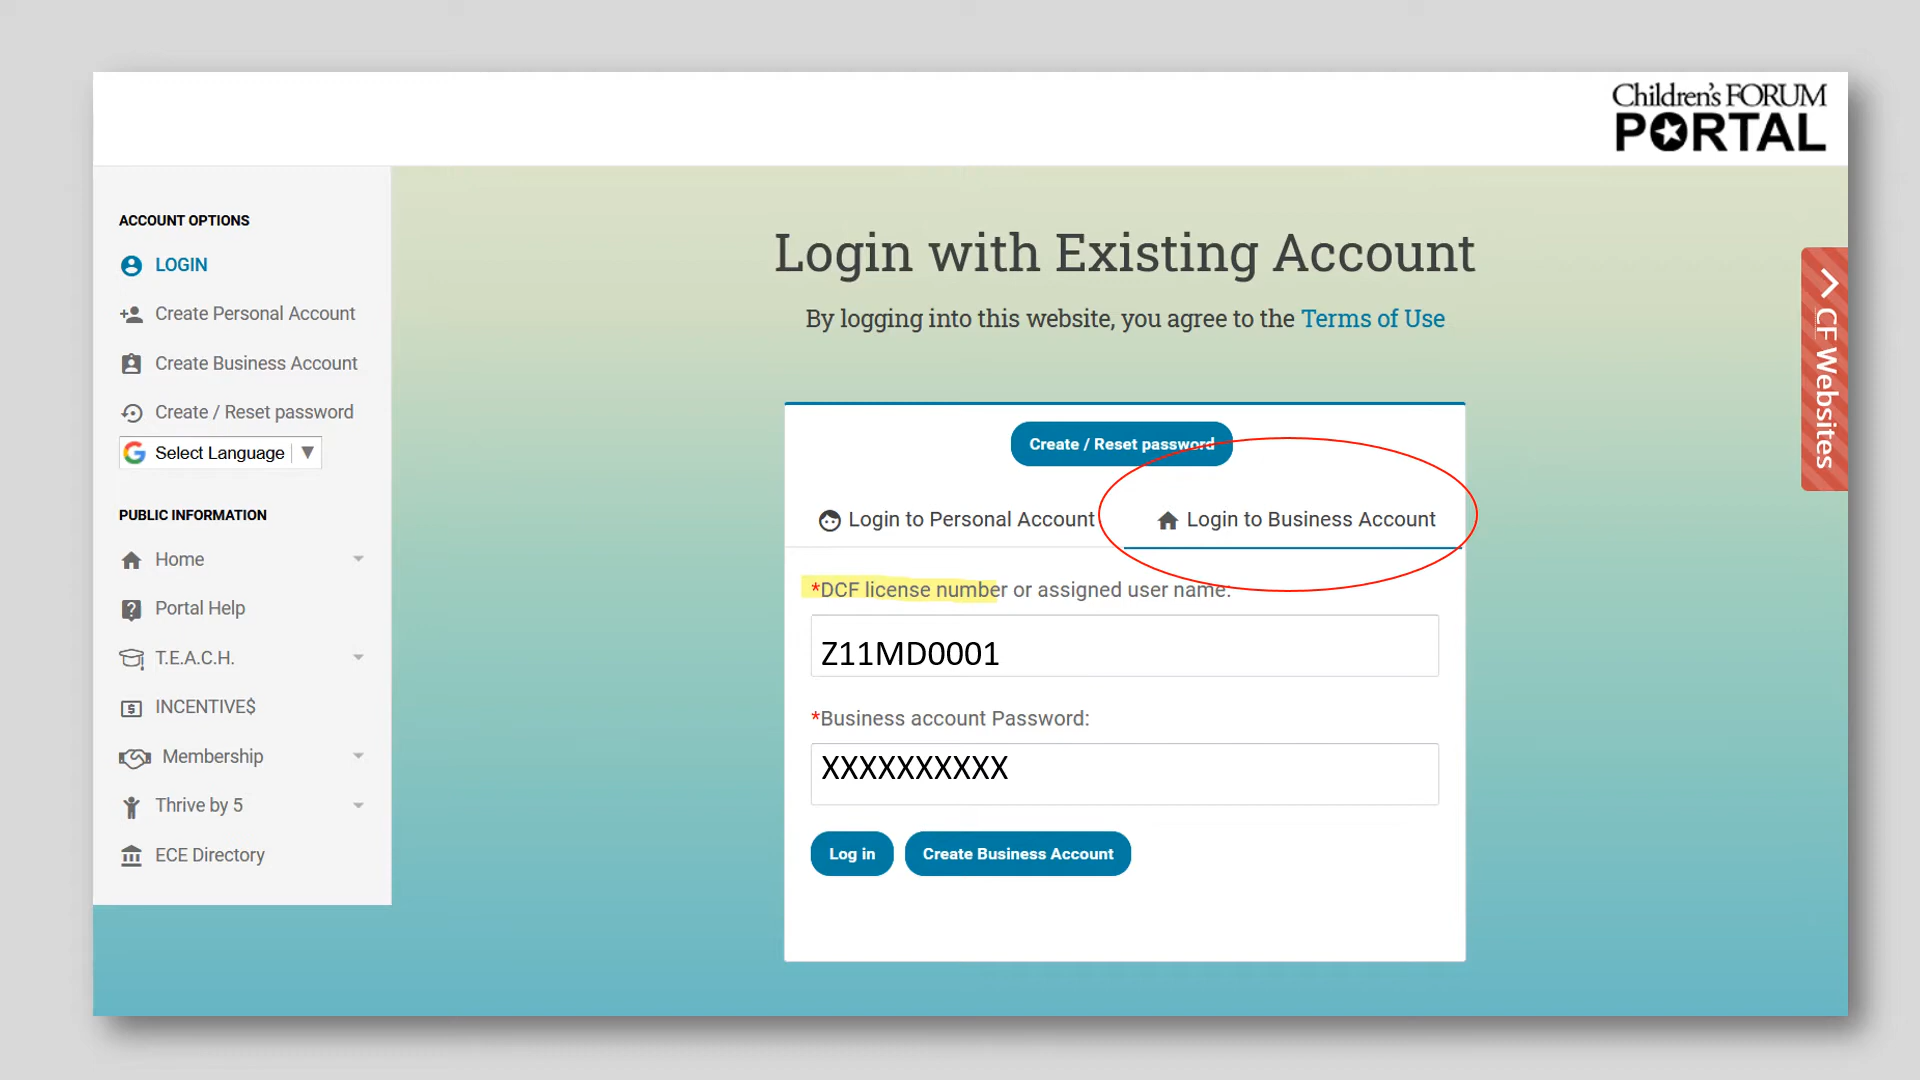 Children's FORUM
PORTAL
ACCOUNT OPTIONS
LOGIN
Create Personal Account
Create Business Account
Create / Reset password
Select Language
PUBLIC INFORMATION
Home
Portal Help
T.E.A.C.H.
INCENTIVE$
Membership
Thrive by 5
ECE Directory
Login with Existing Account
By logging into this website, you agree to the Terms of Use
Create / Reset password
Login to Personal Account
Login to Business Account
*DCF license number or assigned user name:
Z11MD0001
*Business account Password:
XXXXXXXXXX
Log in
Create Business Account
CF Websites